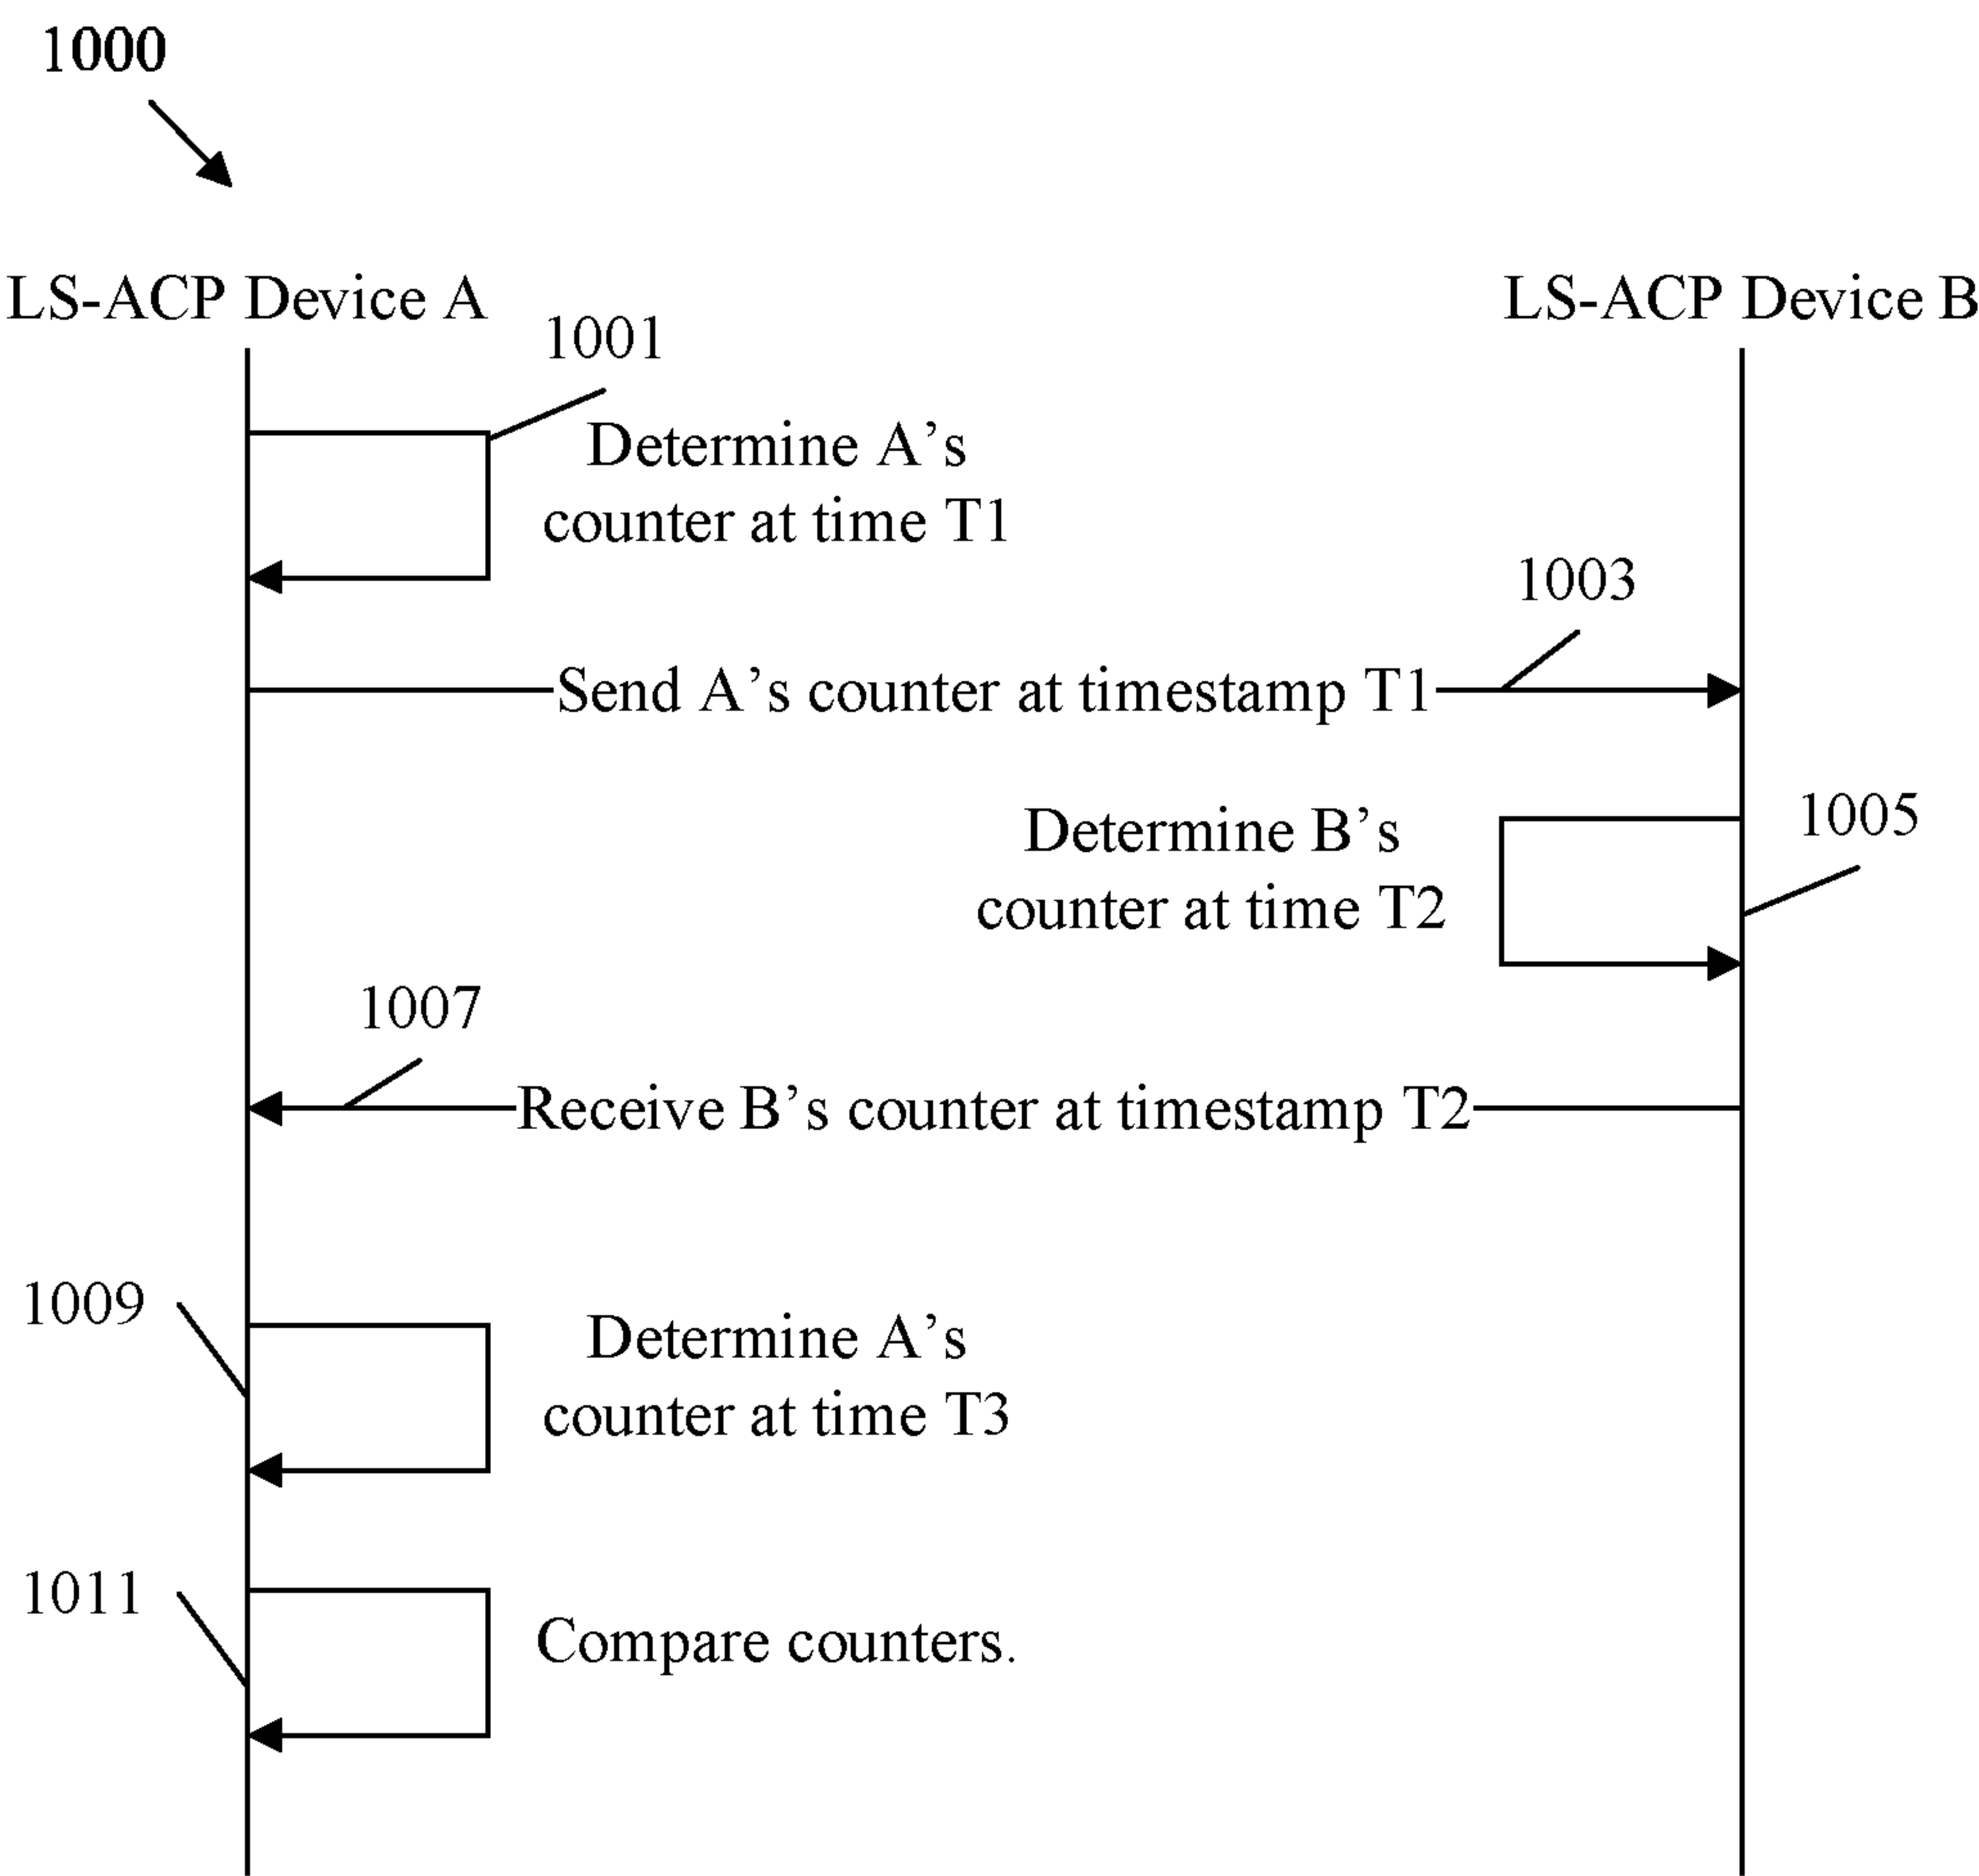 1000
LS-ACP Device A
LS-ACP Device B
1001
Determine A’s
counter at time T1
1003
Send A’s counter at timestamp T1
1005
Determine B’s
counter at time T2
1007
Receive B’s counter at timestamp T2
1009
Determine A’s
counter at time T3
1011
Compare counters.